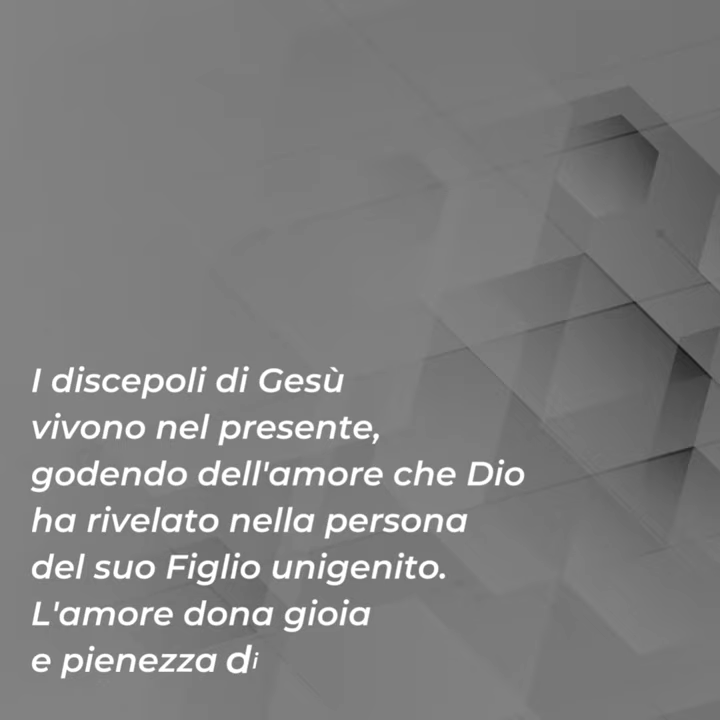 I discepoli di Gesù
vivono nel presente,
godendo dell'amore che Dio
ha rivelato nella persona
del suo Figlio unigenito.
L'amore dona gioia
e pienezza di